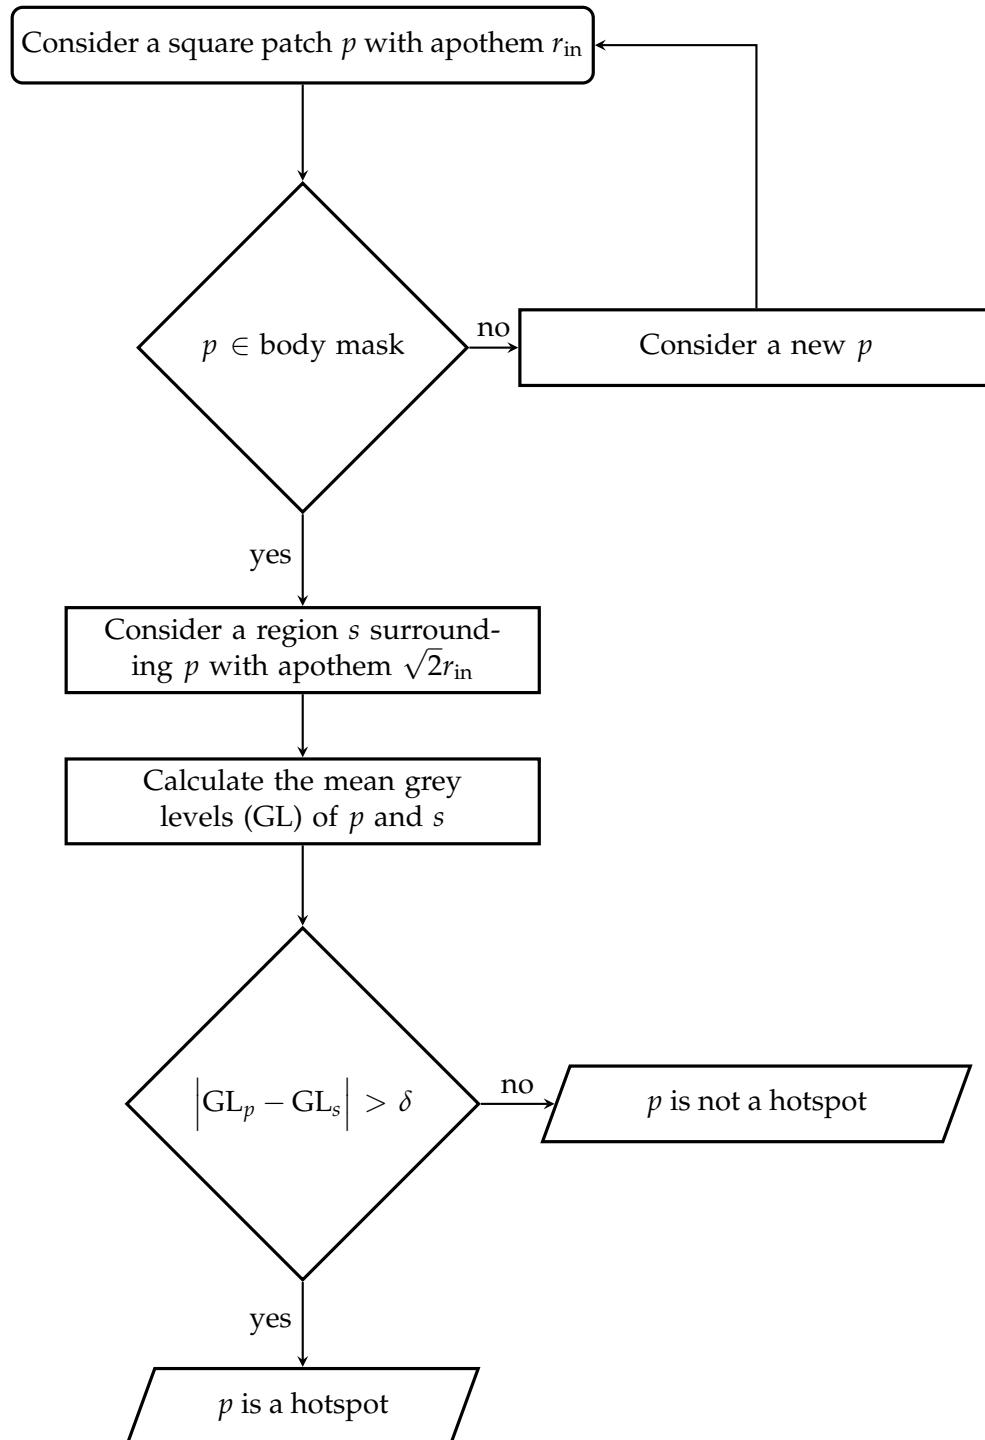 Consider a square patch p with apothem r_in
p ∈ body mask
no
Consider a new p
yes
Consider a region s surround-
ing p with apothem √2r_in
Calculate the mean grey
levels (GL) of p and s
|GL_p − GL_s| > δ
no
p is not a hotspot
yes
p is a hotspot